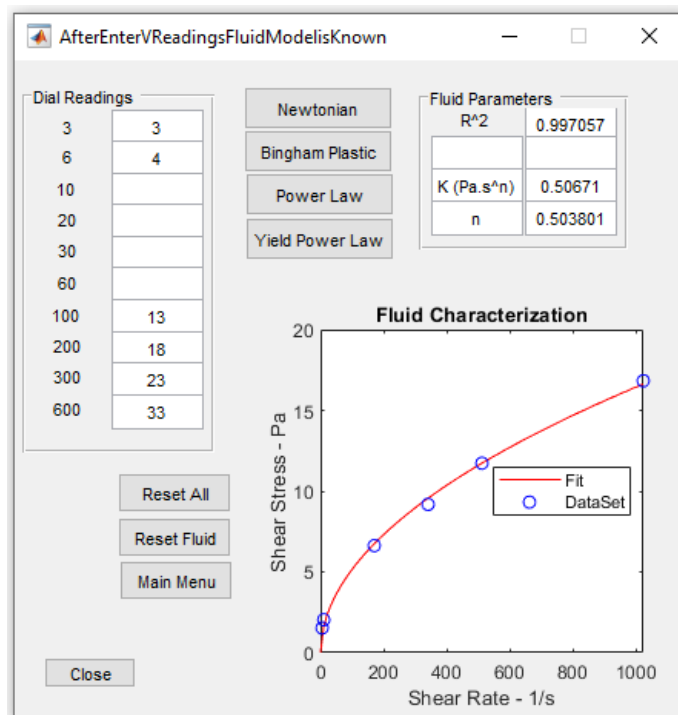 AfterEnterVReadingsFluidModelisKnown
Dial Readings
3 3
6 4
10
20
30
60
100 13
200 18
300 23
600 33
Newtonian
Bingham Plastic
Power Law
Yield Power Law
Fluid Parameters
R^2 0.997057
K (Pa.s^n) 0.50671
n 0.503801
Reset All
Reset Fluid
Main Menu
Close
Fluid Characterization
20
15
10
5
0
Shear Stress - Pa
Fit
DataSet
0 200 400 600 800 1000
Shear Rate - 1/s